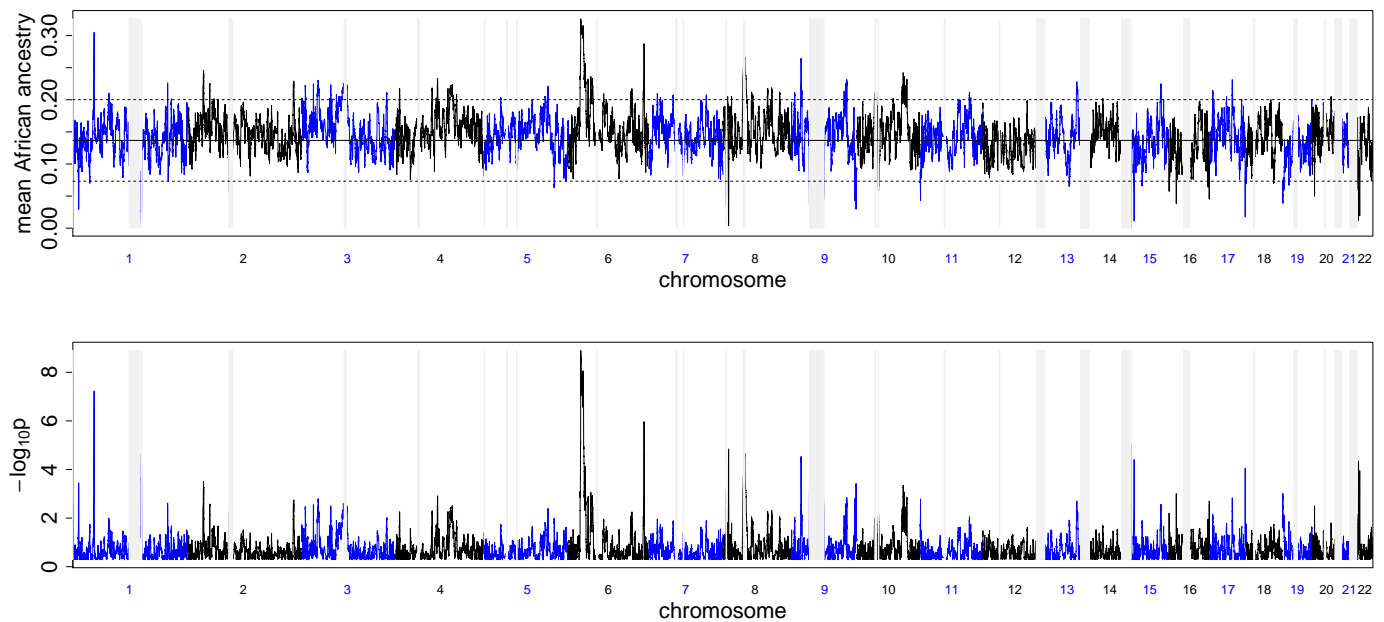 mean African ancestry
0.00 0.10 0.20 0.30
1 2 3 4 5 6 7 8 9 10 11 12 13 14 15 16 17 18 19 20 21 22
chromosome
−log10p
0 2 4 6 8
1 2 3 4 5 6 7 8 9 10 11 12 13 14 15 16 17 18 19 20 21 22
chromosome